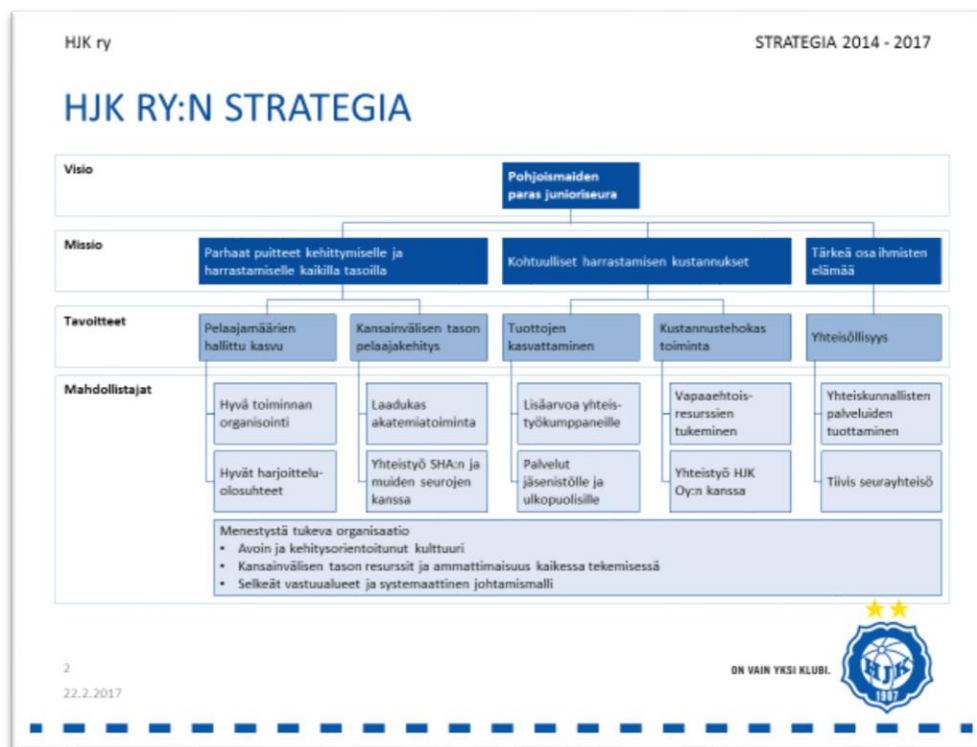 HJK ry
STRATEGIA 2014 - 2017
HJK RY:N STRATEGIA
Visio
Pohjoismaiden
paras junioriseura
Missio
Parhaat puitteet kehittymiselle ja
harrastamiselle kaikilla tasoilla
Kohtuulliset harrastamisen kustannukset
Tärkeä osa ihmisten
elämää
Tavoitteet
Pelaajamäärien
hallittu kasvu
Kansainvälisen tason
pelaajakehitys
Tuottojen
kasvattaminen
Kustannustehokas
toiminta
Yhteisöllisyys
Mahdollistajat
Hyvä toiminnan
organisointi
Laadukas
akatemiatoiminta
Lisäarvoa yhteis-
työkumppaneille
Vapaaehtois-
resurssien
tukeminen
Yhteiskunnallisten
palveluiden
tuottaminen
Hyvät harjoittelu-
olosuhteet
Yhteistyö SHA:n ja
muiden seurojen
kanssa
Palvelut
jäsenistölle ja
ulkopuolisille
Yhteistyö HJK
Oy:n kanssa
Tiivis seurayhteisö
Menestystä tukeva organisaatio
• Avoin ja kehitysorientoitunut kulttuuri
• Kansainvälisen tason resurssit ja ammattimaisuus kaikessa tekemisessä
• Selkeät vastuualueet ja systemaattinen johtamismalli
2
22.2.2017
ON VAIN YKSI KLUBI.
HJK
1907